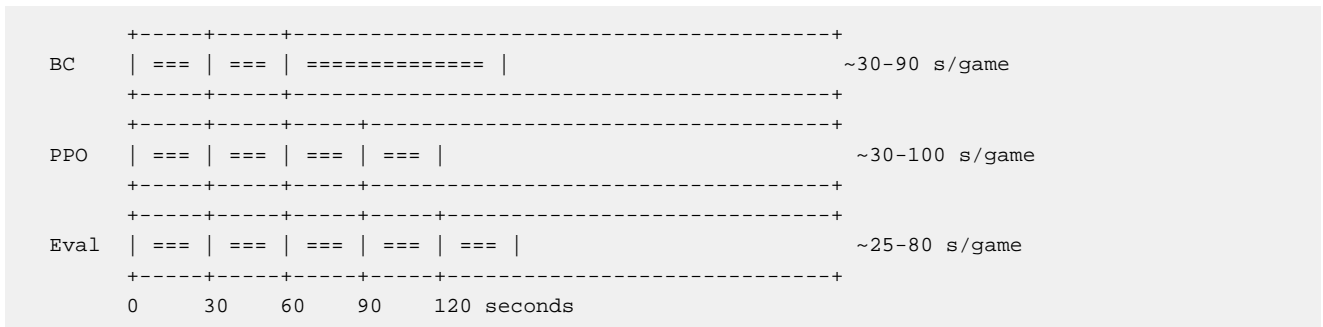 +-----+-----+------------------------------------------+
BC    | === | === | ============== |                          ~30-90 s/game
      +-----+-----+------------------------------------------+
      +-----+-----+-----+------------------------------------+
PPO   | === | === | === | === |                                ~30-100 s/game
      +-----+-----+-----+------------------------------------+
      +-----+-----+-----+-----+------------------------------+
Eval  | === | === | === | === | === |                          ~25-80 s/game
      +-----+-----+-----+-----+------------------------------+
      0     30    60    90    120 seconds